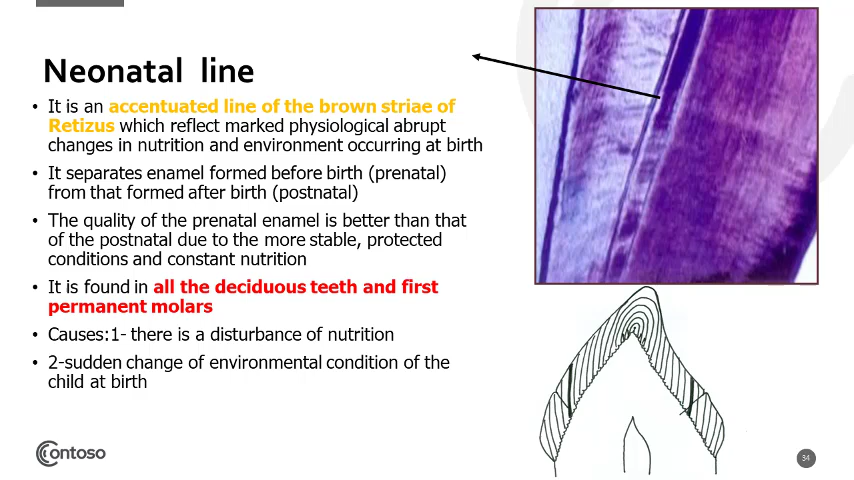 Neonatal line
• It is an accentuated line of the brown striae of
Retizus which reflect marked physiological abrupt
changes in nutrition and environment occurring at birth
• It separates enamel formed before birth (prenatal)
from that formed after birth (postnatal)
• The quality of the prenatal enamel is better than that
of the postnatal due to the more stable, protected
conditions and constant nutrition
• It is found in all the deciduous teeth and first
permanent molars
• Causes:1- there is a disturbance of nutrition
• 2-sudden change of environmental condition of the
child at birth
Contoso
34